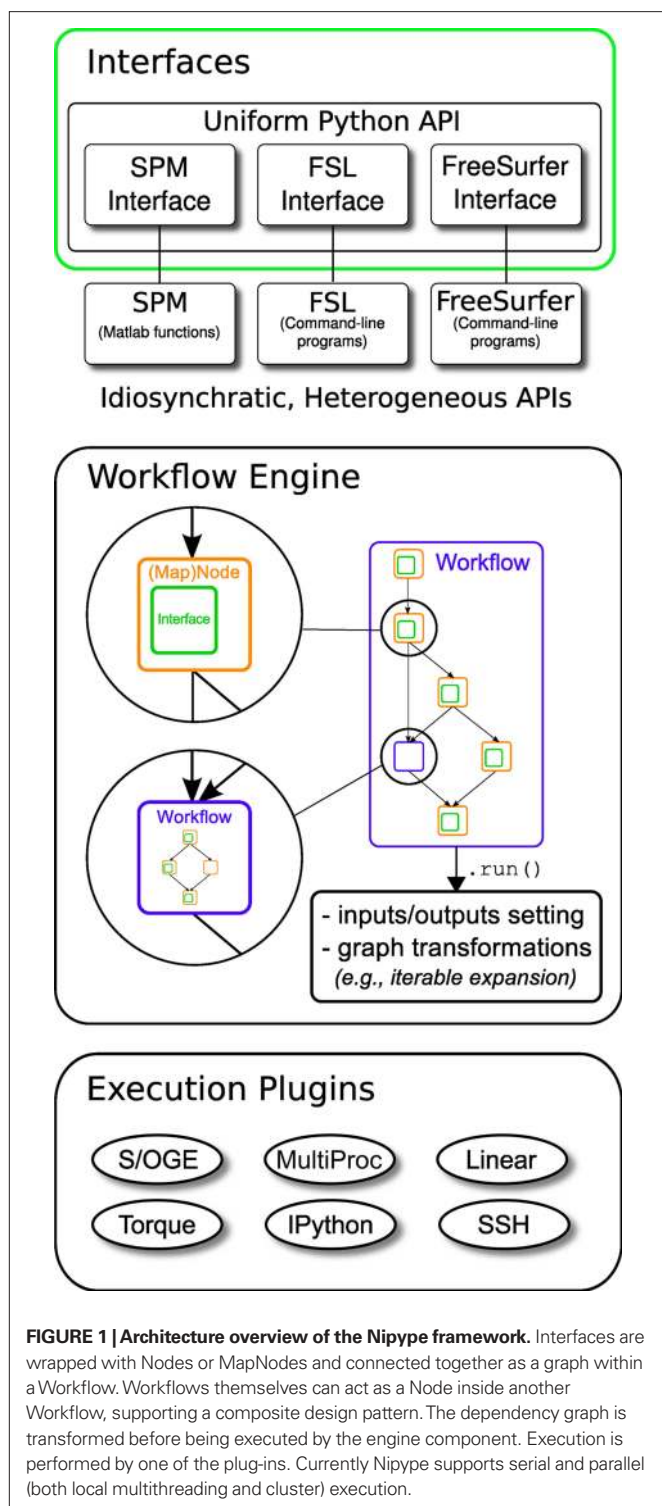 Interfaces
Uniform Python API
SPM
Interface
FSL
Interface
FreeSurfer
Interface
SPM
(Matlab functions)
FSL
(Command-line
programs)
FreeSurfer
(Command-line
programs)
Idiosynchratic, Heterogeneous APIs
Workflow Engine
(Map)Node
Interface
Workflow
Workflow
.run()
- inputs/outputs setting
- graph transformations
(e.g., iterable expansion)
Execution Plugins
S/OGE
MultiProc
Linear
Torque
IPython
SSH
FIGURE 1 | Architecture overview of the Nipype framework. Interfaces are
wrapped with Nodes or MapNodes and connected together as a graph within
a Workflow. Workflows themselves can act as a Node inside another
Workflow, supporting a composite design pattern. The dependency graph is
transformed before being executed by the engine component. Execution is
performed by one of the plug-ins. Currently Nipype supports serial and parallel
(both local multithreading and cluster) execution.